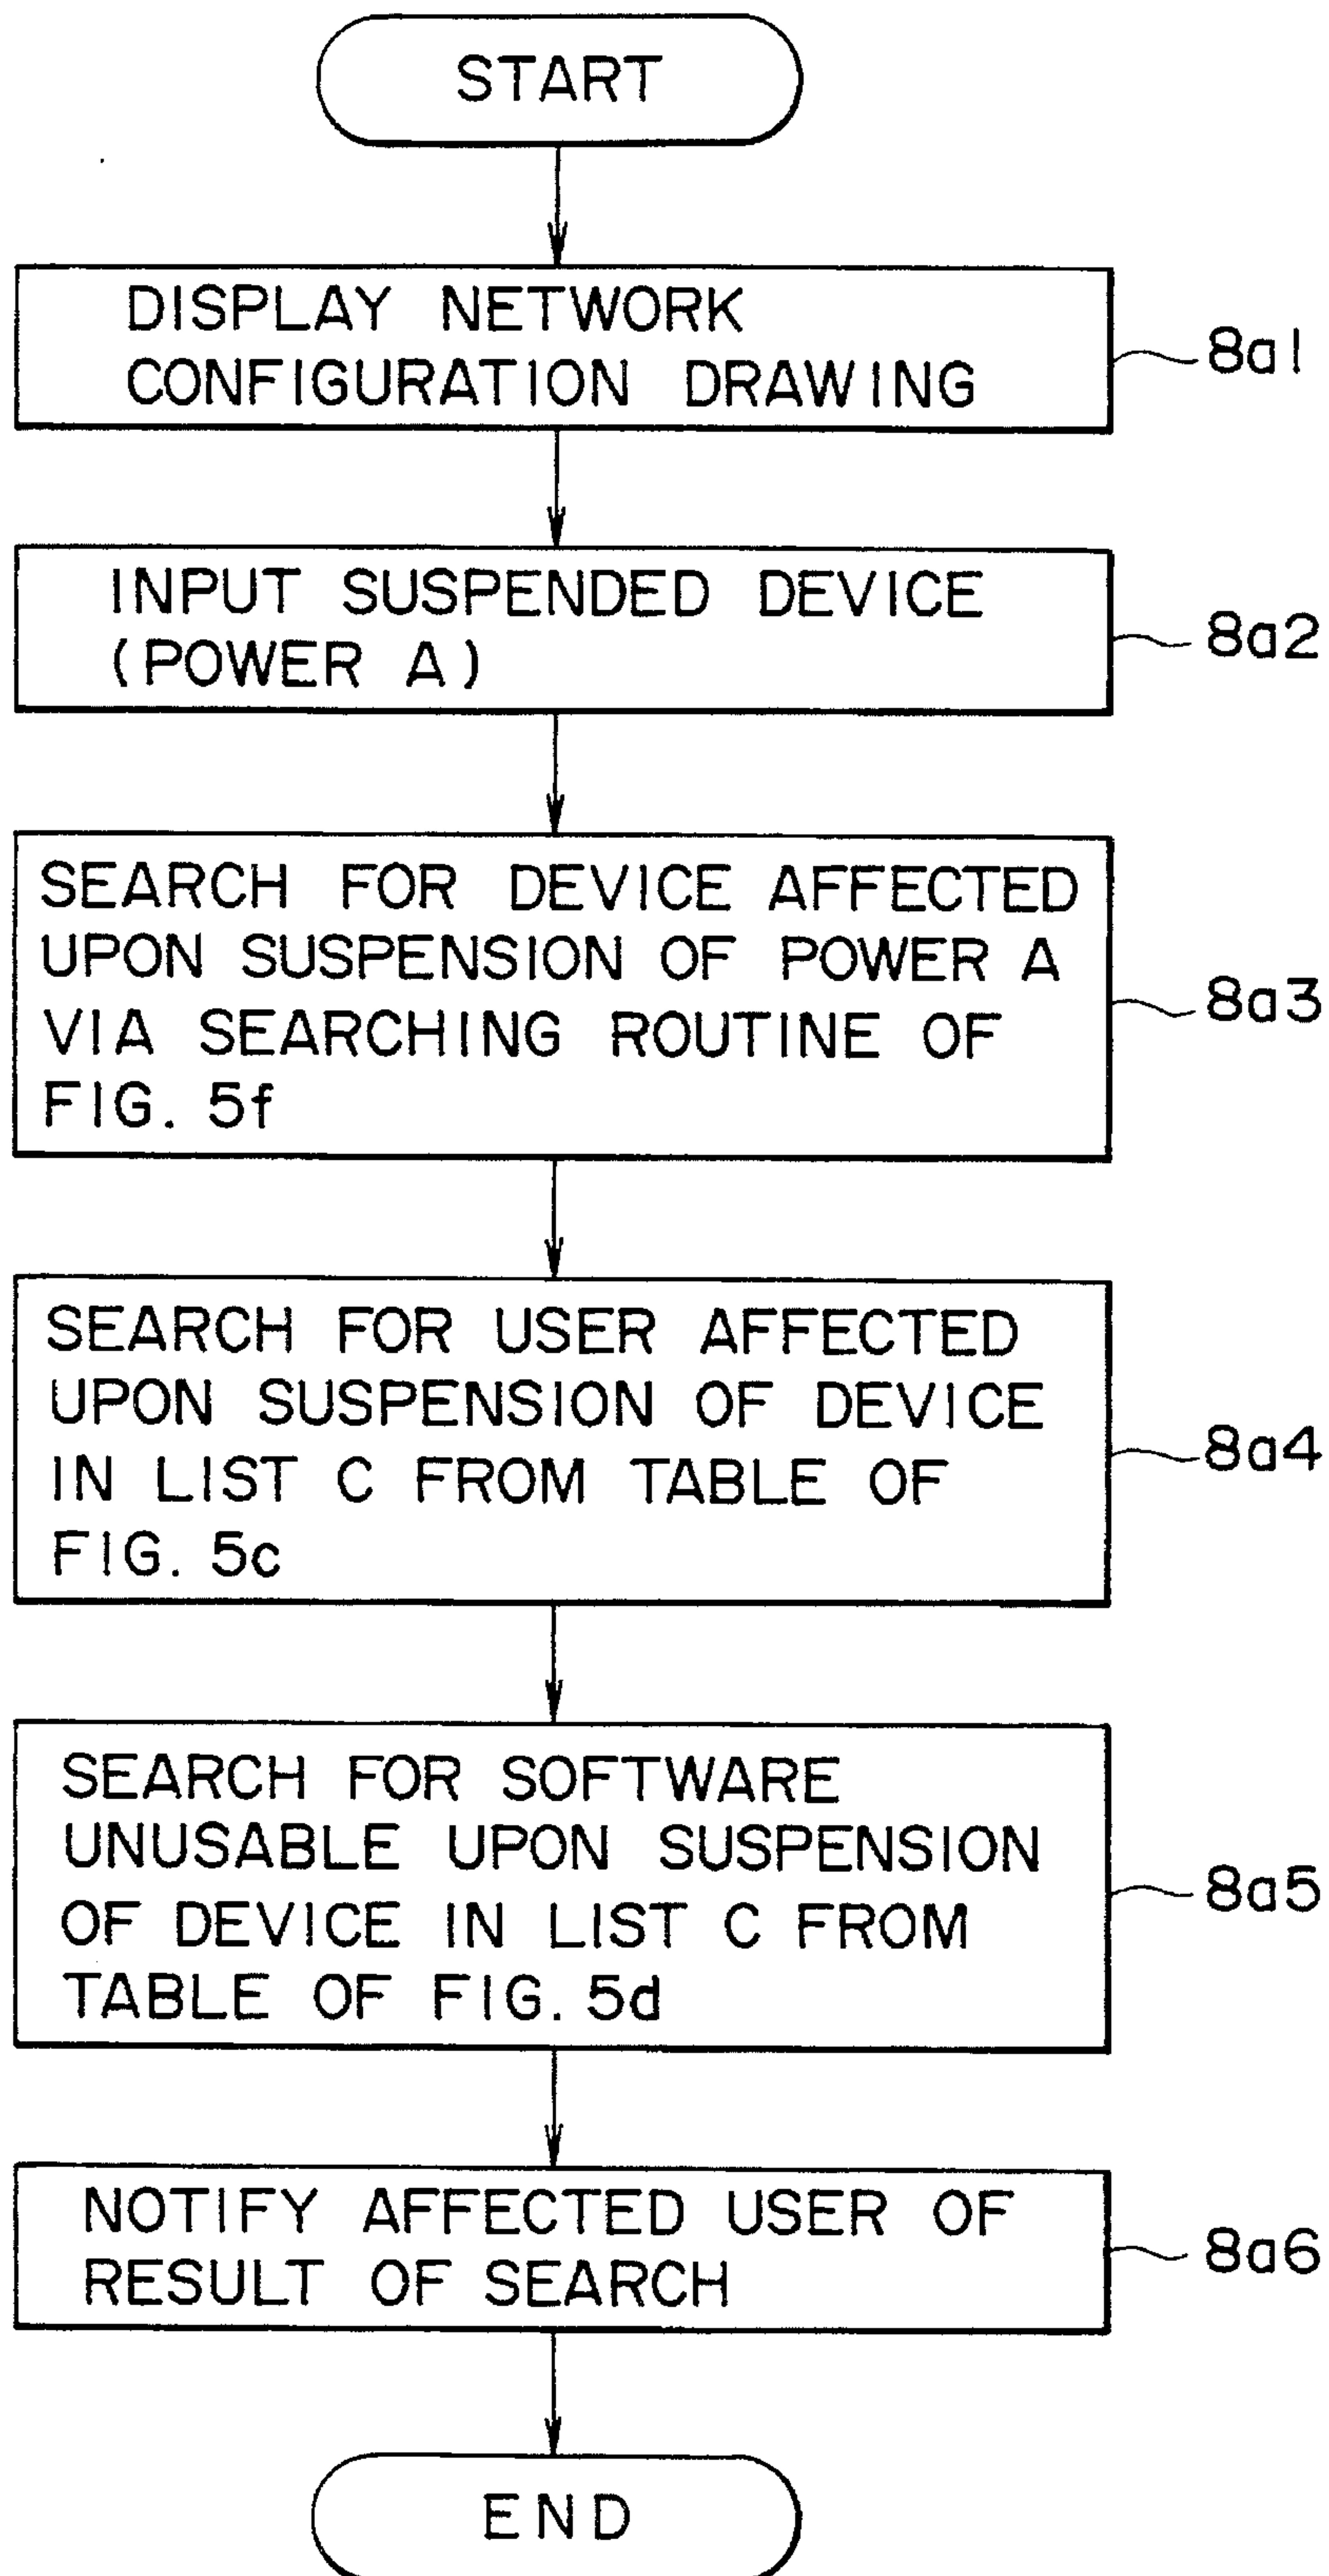 START
DISPLAY NETWORK
CONFIGURATION DRAWING
8a1
INPUT SUSPENDED DEVICE
(POWER A)
8a2
SEARCH FOR DEVICE AFFECTED
UPON SUSPENSION OF POWER A
VIA SEARCHING ROUTINE OF
FIG. 5f
8a3
SEARCH FOR USER AFFECTED
UPON SUSPENSION OF DEVICE
IN LIST C FROM TABLE OF
FIG. 5c
8a4
SEARCH FOR SOFTWARE
UNUSABLE UPON SUSPENSION
OF DEVICE IN LIST C FROM
TABLE OF FIG. 5d
8a5
NOTIFY AFFECTED USER OF
RESULT OF SEARCH
8a6
END